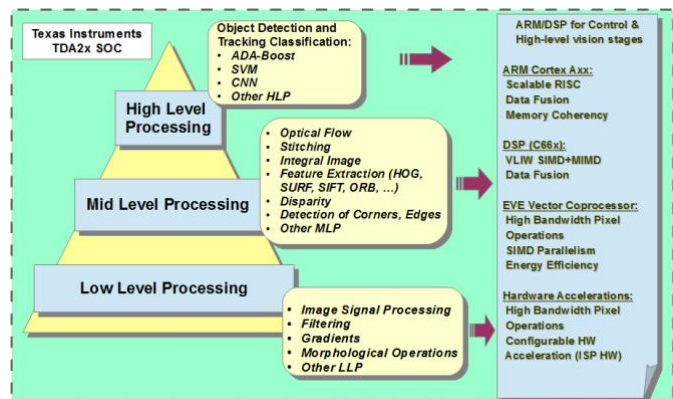 Texas Instruments
TDA2x SOC
High Level
Processing
Mid Level Processing
Low Level Processing
Object Detection and
Tracking Classification:
• ADA-Boost
• SVM
• CNN
• Other HLP
• Optical Flow
• Stitching
• Integral Image
• Feature Extraction (HOG,
SURF, SIFT, ORB, ...)
• Disparity
• Detection of Corners, Edges
• Other MLP
• Image Signal Processing
• Filtering
• Gradients
• Morphological Operations
• Other LLP
ARM/DSP for Control &
High-level vision stages
ARM Cortex Axx:
Scalable RISC
Data Fusion
Memory Coherency
DSP (C66x):
VLIW SIMD+MIMD
Data Fusion
EVE Vector Coprocessor:
High Bandwidth Pixel
Operations
SIMD Parallelism
Energy Efficiency
Hardware Accelerations:
High Bandwidth Pixel
Operations
Configurable HW
Acceleration (ISP HW)